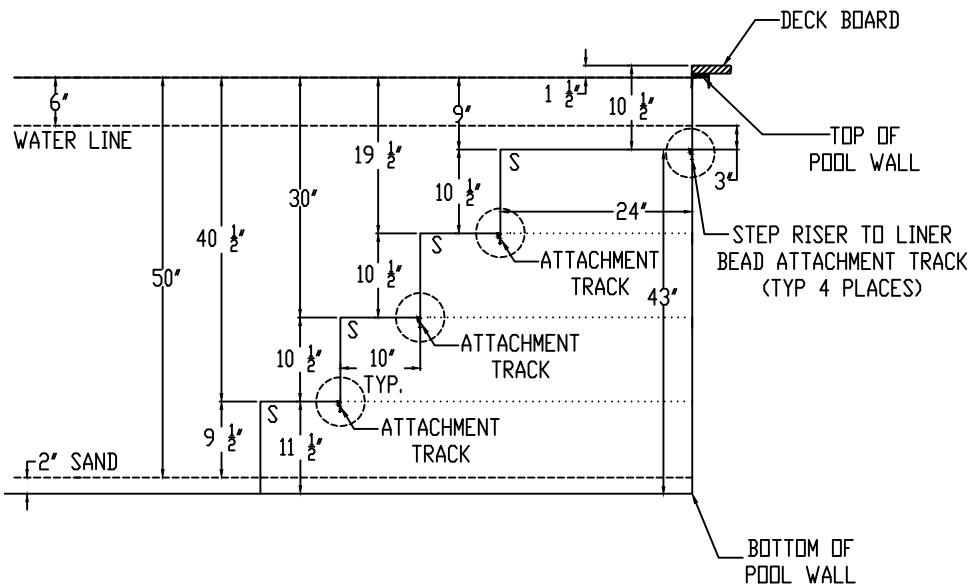 DECK BOARD
1 1/2"
10 1/2"
6"
9"
WATER LINE
TOP OF
POOL WALL
19 1/2"
S
3"
10 1/2"
30"
24"
40 1/2"
S
STEP RISER TO LINER
BEAD ATTACHMENT TRACK
(TYP 4 PLACES)
ATTACHMENT
TRACK
50"
10 1/2"
43"
S
ATTACHMENT
TRACK
10 1/2"
10"
TYP.
S
ATTACHMENT
TRACK
9 1/2"
11 1/2"
2" SAND
BOTTOM OF
POOL WALL